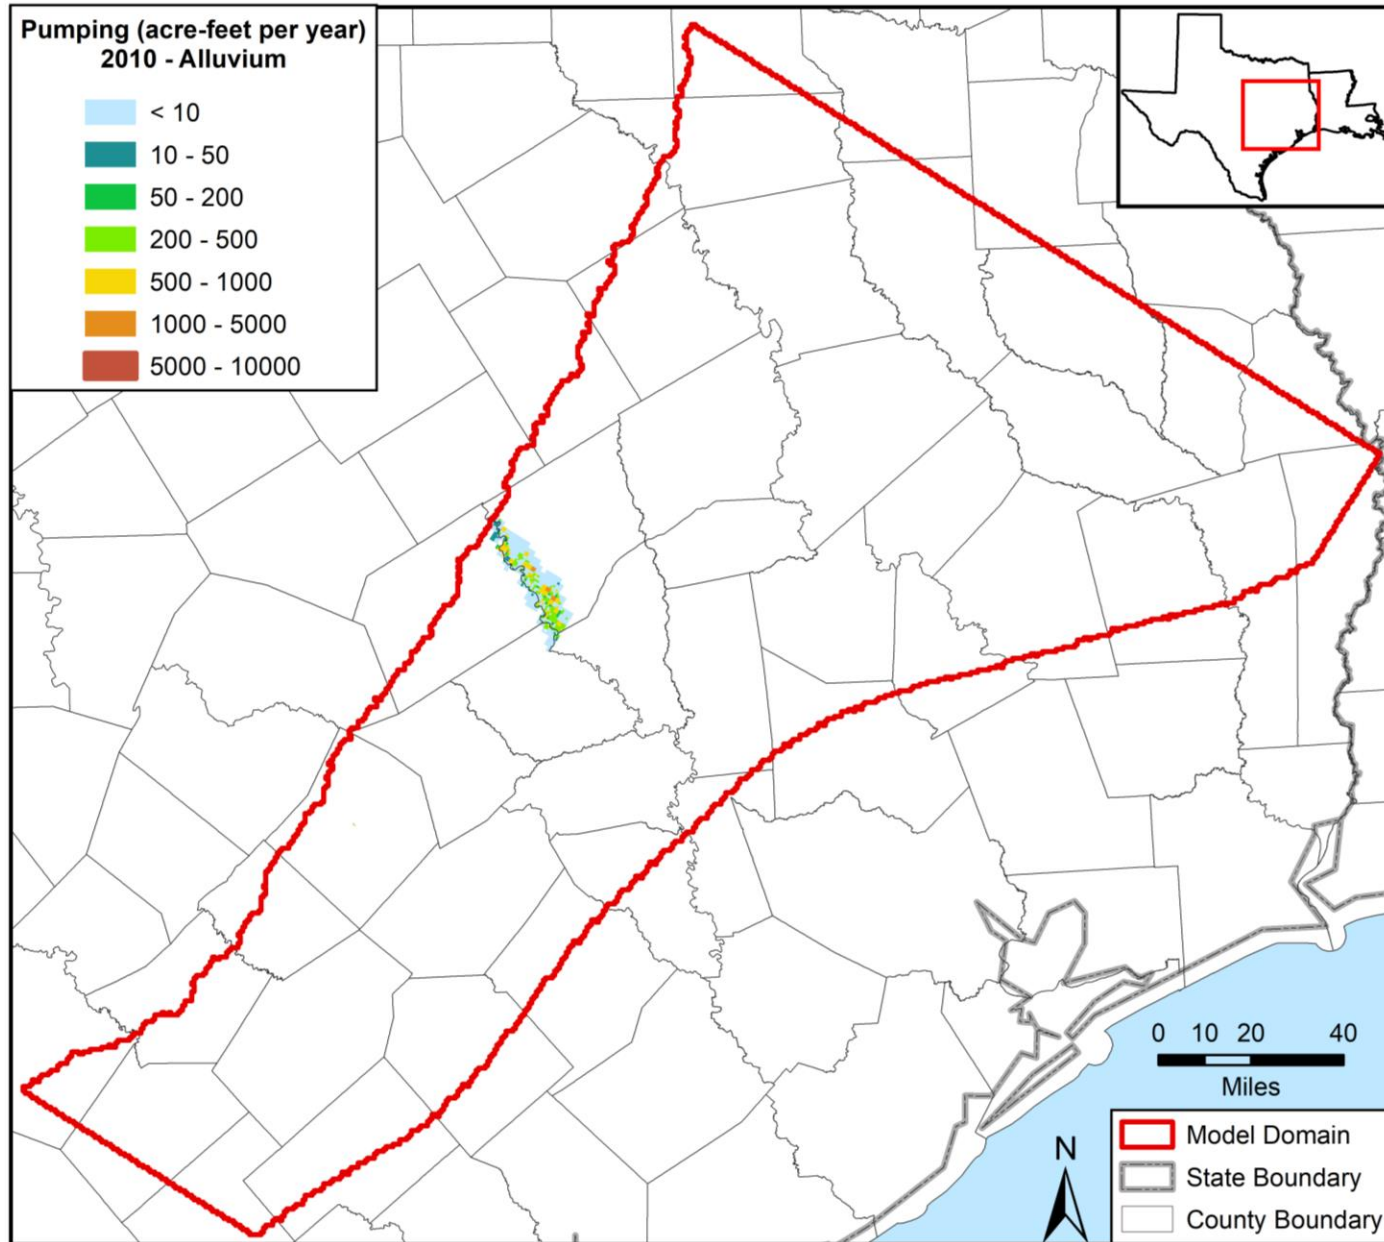 Pumping (acre-feet per year)
2010 - Alluvium
< 10
10 - 50
50 - 200
200 - 500
500 - 1000
1000 - 5000
5000 - 10000
0 10 20 40
Miles
N
Model Domain
State Boundary
County Boundary